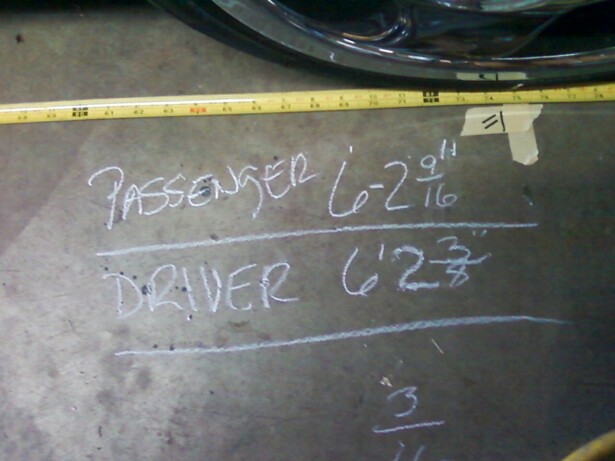 PASSENGER 6'-2 9/16"
DRIVER 6' 2 3/8"
3